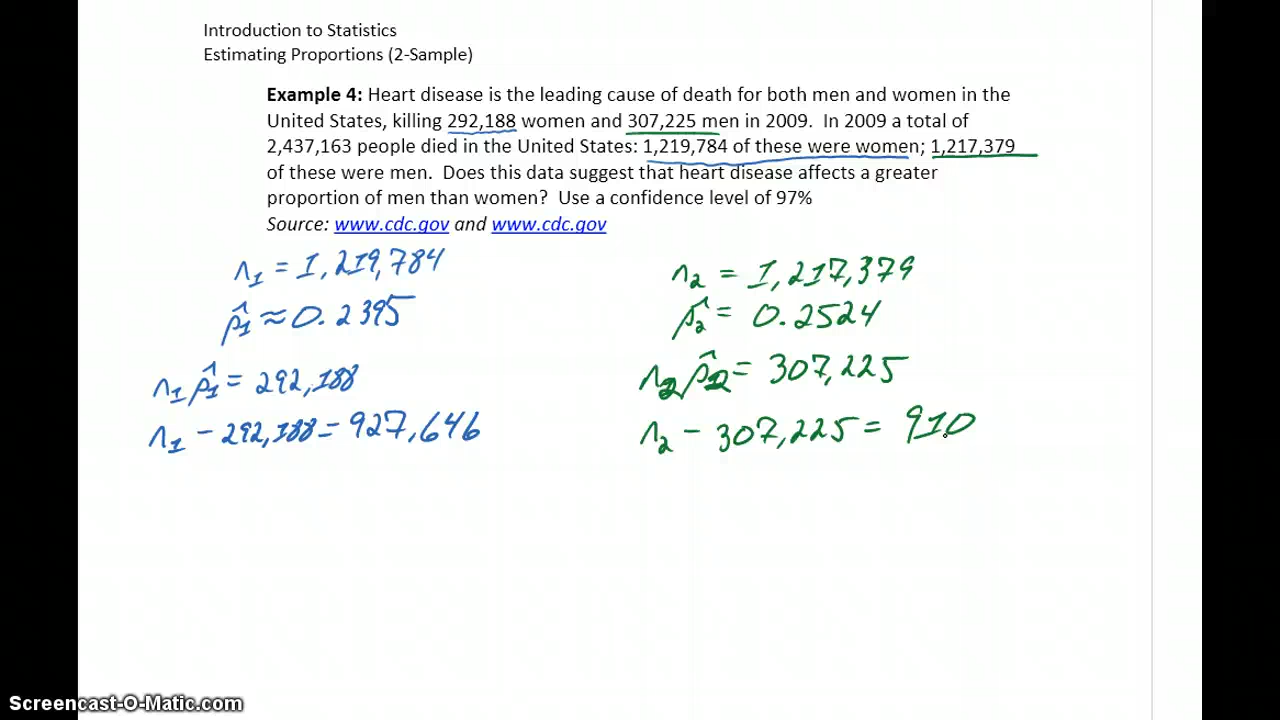 Introduction to Statistics
Estimating Proportions (2-Sample)
Example 4: Heart disease is the leading cause of death for both men and women in the
United States, killing 292,188 women and 307,225 men in 2009. In 2009 a total of
2,437,163 people died in the United States: 1,219,784 of these were women; 1,217,379
of these were men. Does this data suggest that heart disease affects a greater
proportion of men than women? Use a confidence level of 97%
Source: www.cdc.gov and www.cdc.gov
n₁ = 1,219,784
p̂₁ ≈ 0.2395
n₁ p̂₁ = 292,188
n₁ - 292,188 = 927,646
n₂ = 1,217,379
p̂₂ = 0.2524
n₂ p̂₂ = 307,225
n₂ - 307,225 = 910
Screencast-O-Matic.com